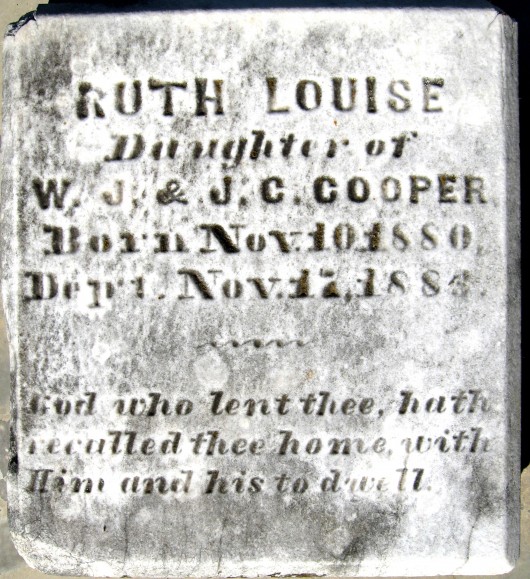 RUTH LOUISE
Daughter of
W. J. & J. C. COOPER
Born Nov. 10, 1880,
Dep't. Nov. 17,
God who lent thee, hath
recalled thee home, with
Him and his to dwell.